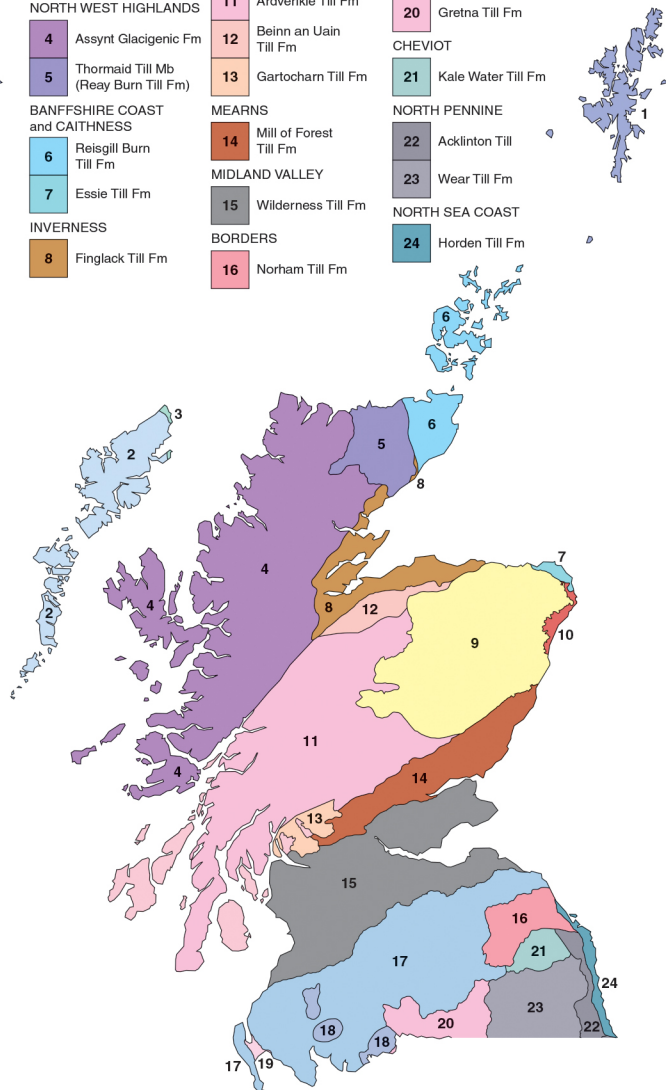 NORTH WEST HIGHLANDS
4 Assynt Glacigenic Fm
5 Thormaid Till Mb
(Reay Burn Till Fm)
BANFFSHIRE COAST
and CAITHNESS
6 Reisgill Burn
Till Fm
7 Essie Till Fm
INVERNESS
8 Finglack Till Fm
11 Ardverikie Till Fm
12 Beinn an Uain
Till Fm
13 Gartocharn Till Fm
MEARNS
14 Mill of Forest
Till Fm
MIDLAND VALLEY
15 Wilderness Till Fm
BORDERS
16 Norham Till Fm
20 Gretna Till Fm
CHEVIOT
21 Kale Water Till Fm
NORTH PENNINE
22 Acklinton Till
23 Wear Till Fm
NORTH SEA COAST
24 Horden Till Fm
1
6
3
2
5
6
8
4
7
4
2
8
12
10
9
11
4
14
13
15
16
21
17
24
20
23
22
18
18
17
19